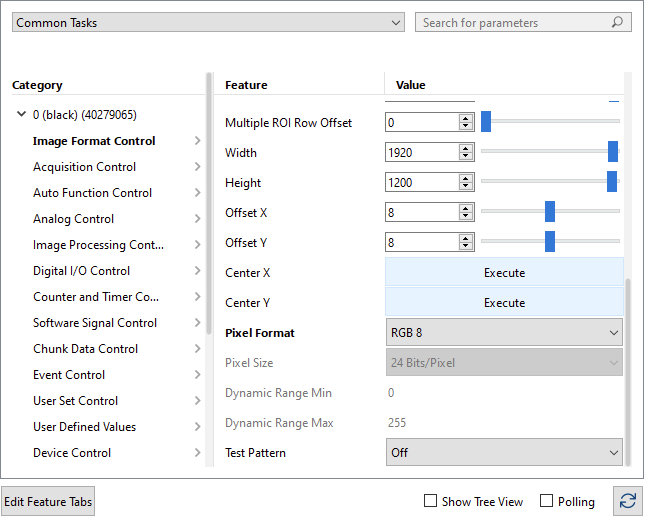 Common Tasks
Search for parameters
Category
Feature
Value
0 (black) (40279065)
Image Format Control
Acquisition Control
Auto Function Control
Analog Control
Image Processing Cont...
Digital I/O Control
Counter and Timer Co...
Software Signal Control
Chunk Data Control
Event Control
User Set Control
User Defined Values
Device Control
Multiple ROI Row Offset
0
Width
1920
Height
1200
Offset X
8
Offset Y
8
Center X
Execute
Center Y
Execute
Pixel Format
RGB 8
Pixel Size
24 Bits/Pixel
Dynamic Range Min
0
Dynamic Range Max
255
Test Pattern
Off
Edit Feature Tabs
Show Tree View
Polling